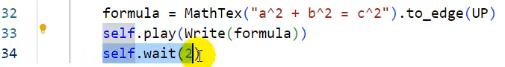 32 formula = MathTex("a^2 + b^2 = c^2").to_edge(UP)
33 self.play(Write(formula))
34 self.wait(2)